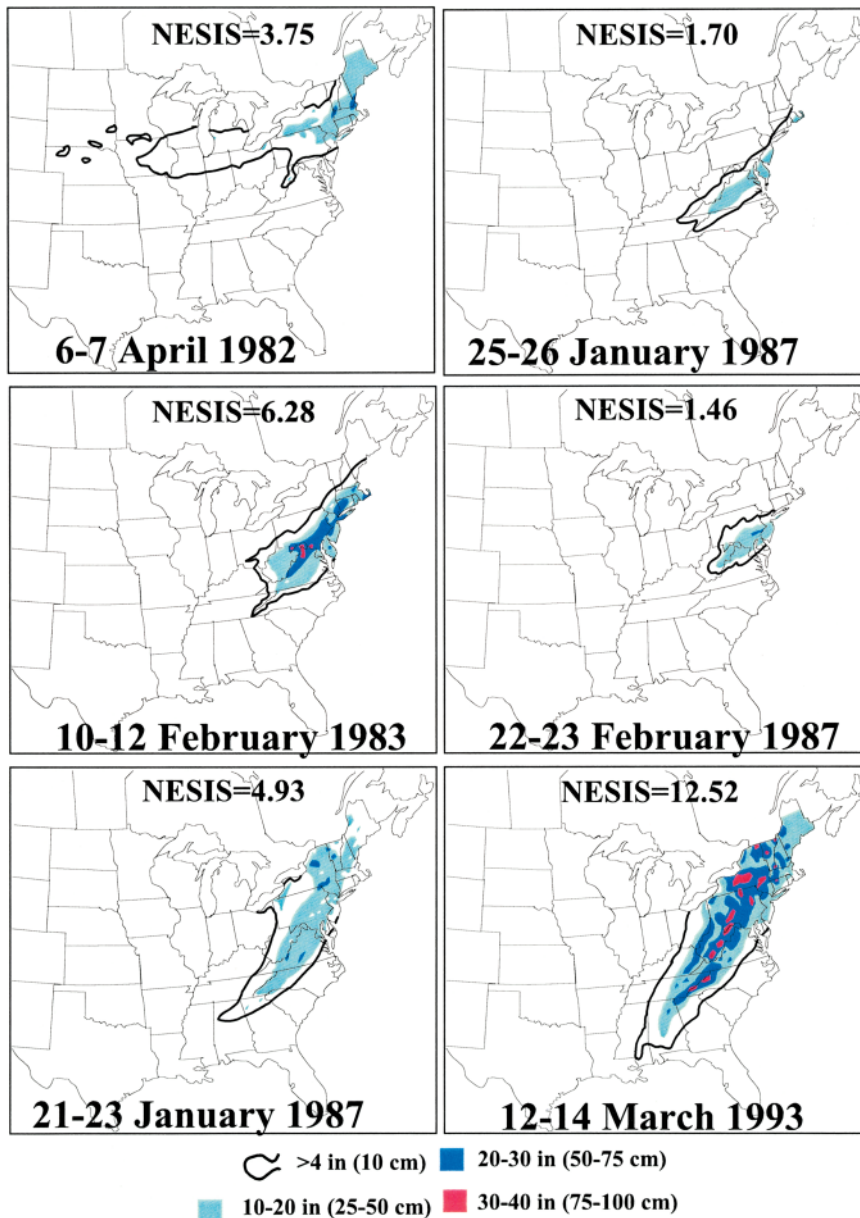 NESIS=3.75
6-7 April 1982
NESIS=1.70
25-26 January 1987
NESIS=6.28
10-12 February 1983
NESIS=1.46
22-23 February 1987
NESIS=4.93
21-23 January 1987
NESIS=12.52
12-14 March 1993
>4 in (10 cm)
20-30 in (50-75 cm)
10-20 in (25-50 cm)
30-40 in (75-100 cm)